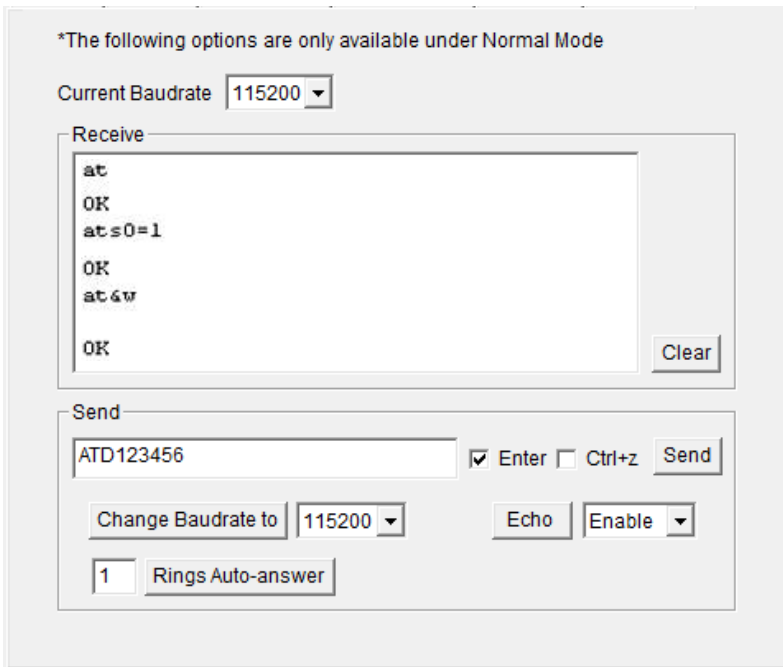 *The following options are only available under Normal Mode
Current Baudrate 115200
Receive
at
OK
ats0=1
OK
at&w
OK
Clear
Send
ATD123456 Enter Ctrl+z Send
Change Baudrate to 115200 Echo Enable
1 Rings Auto-answer